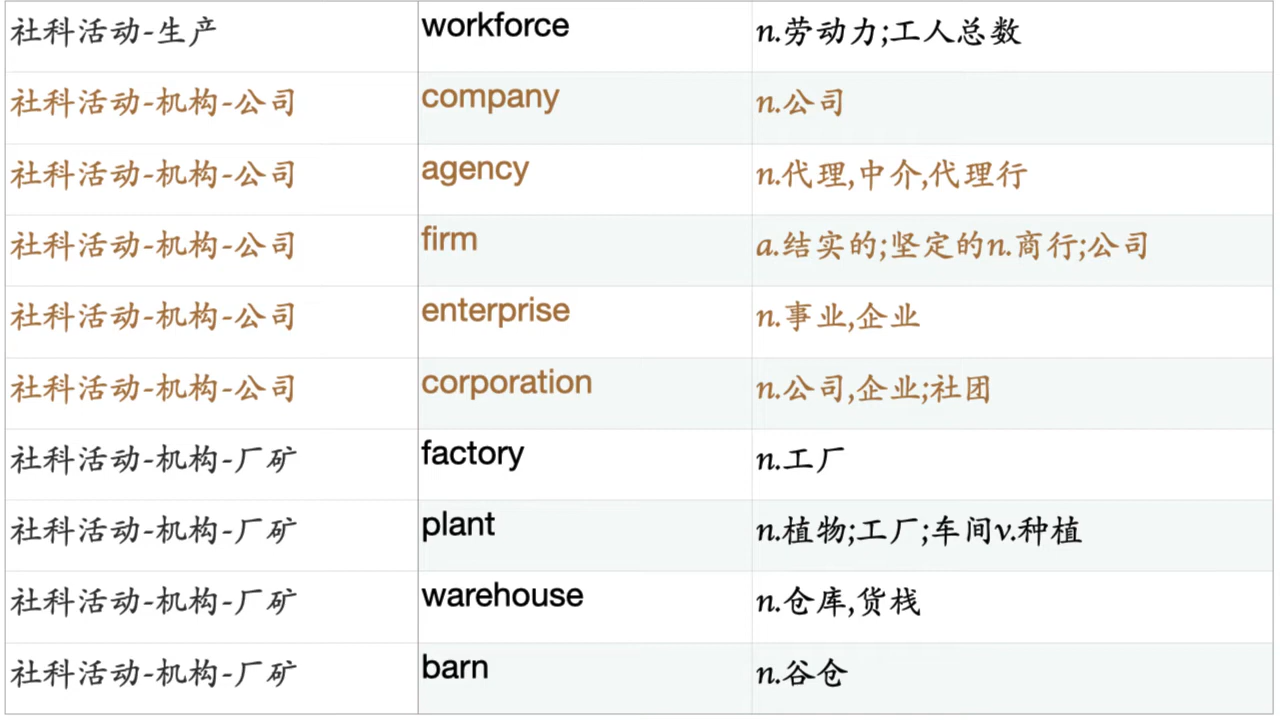 社科活动-生产 workforce n.劳动力;工人总数
社科活动-机构-公司 company n.公司
社科活动-机构-公司 agency n.代理,中介,代理行
社科活动-机构-公司 firm a.结实的;坚定的n.商行;公司
社科活动-机构-公司 enterprise n.事业,企业
社科活动-机构-公司 corporation n.公司,企业;社团
社科活动-机构-厂矿 factory n.工厂
社科活动-机构-厂矿 plant n.植物;工厂;车间v.种植
社科活动-机构-厂矿 warehouse n.仓库,货栈
社科活动-机构-厂矿 barn n.谷仓